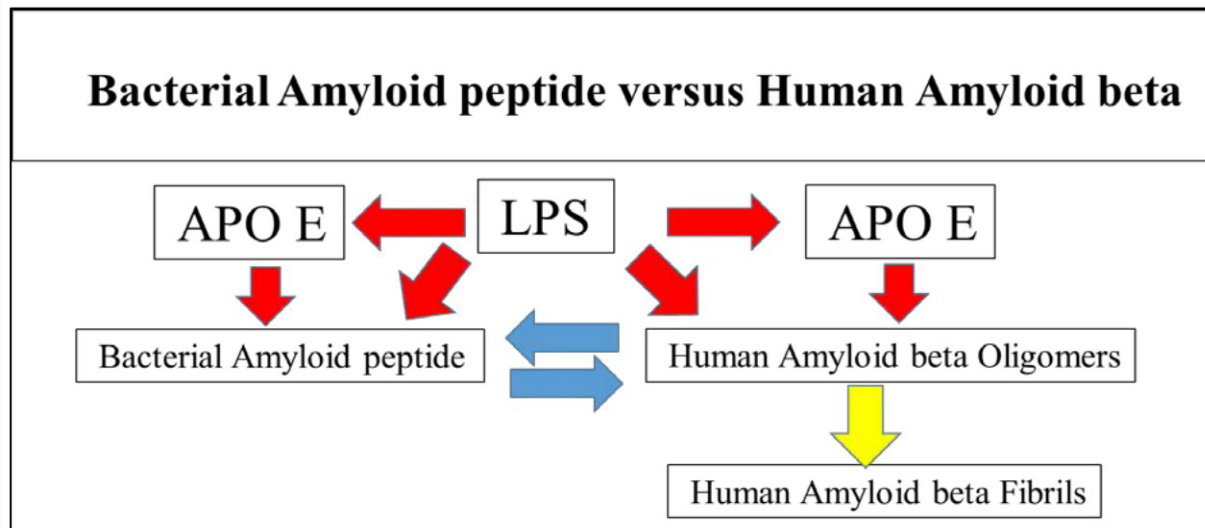 Bacterial Amyloid peptide versus Human Amyloid beta
APO E
LPS
APO E
Bacterial Amyloid peptide
Human Amyloid beta Oligomers
Human Amyloid beta Fibrils